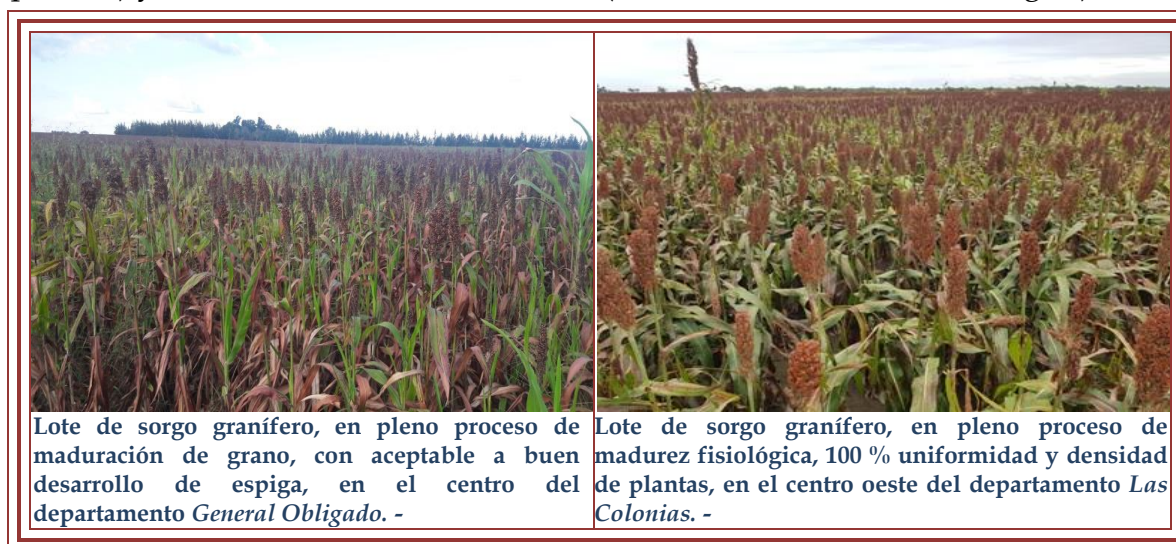 Lote de sorgo granífero, en pleno proceso de
maduración de grano, con aceptable a buen
desarrollo de espiga, en el centro del
departamento General Obligado. -
Lote de sorgo granífero, en pleno proceso de
madurez fisiológica, 100 % uniformidad y densidad
de plantas, en el centro oeste del departamento Las
Colonias. -